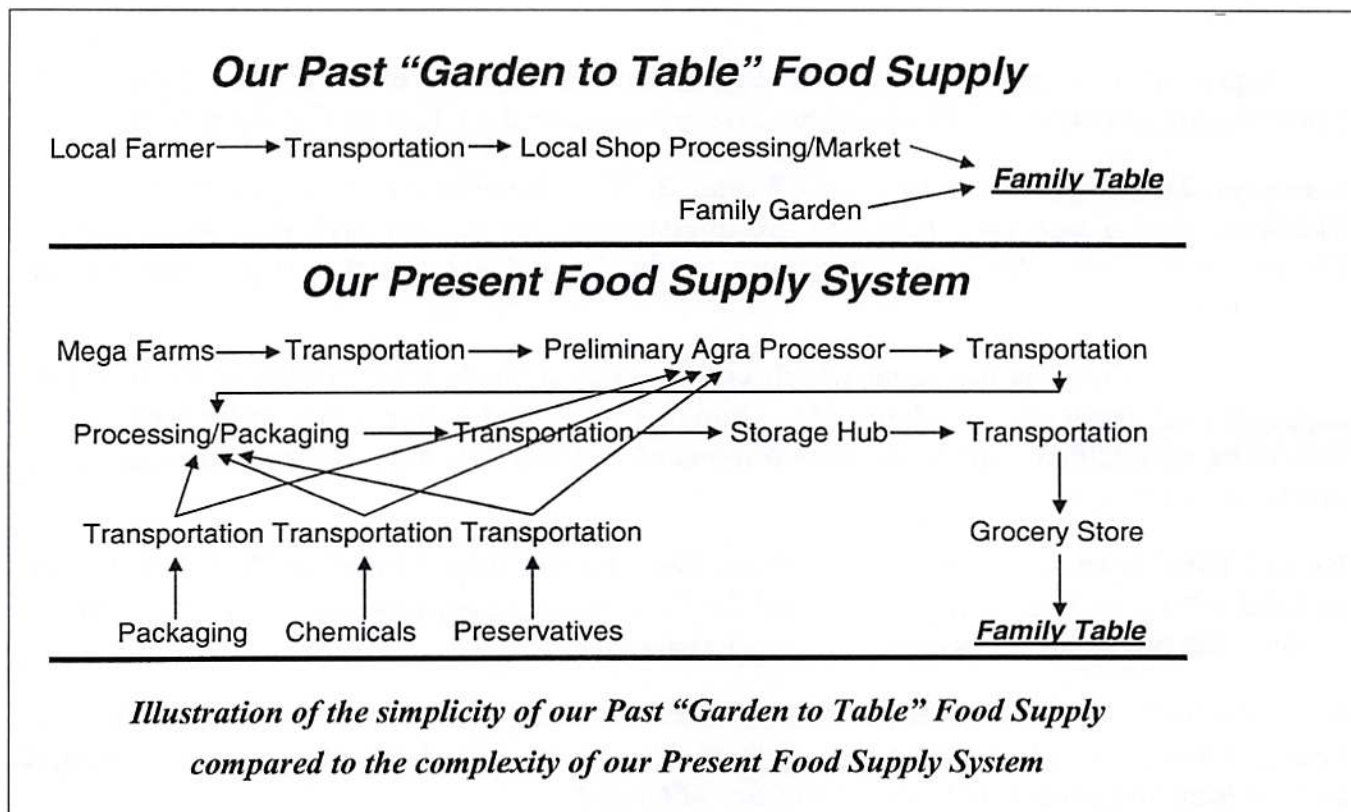 Our Past “Garden to Table” Food Supply
Local Farmer Transportation Local Shop Processing/Market
Family Table
Family Garden
Our Present Food Supply System
Mega Farms Transportation Preliminary Agra Processor Transportation
Processing/Packaging Transportation Storage Hub Transportation
Transportation Transportation Transportation Grocery Store
Packaging Chemicals Preservatives Family Table
Illustration of the simplicity of our Past “Garden to Table” Food Supply
compared to the complexity of our Present Food Supply System